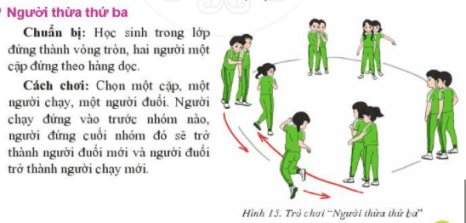 Người thừa thứ ba
Chuẩn bị: Học sinh trong lớp
đứng thành vòng tròn, hai người một
cặp đứng theo hàng dọc.
Cách chơi: Chọn một cặp, một
người chạy, một người đuổi. Người
chạy đứng vào trước nhóm nào,
người đứng cuối nhóm đó sẽ trở
thành người đuổi mới và người đuổi
trở thành người chạy mới.
Hình 15. Trò chơi “Người thừa thứ ba”